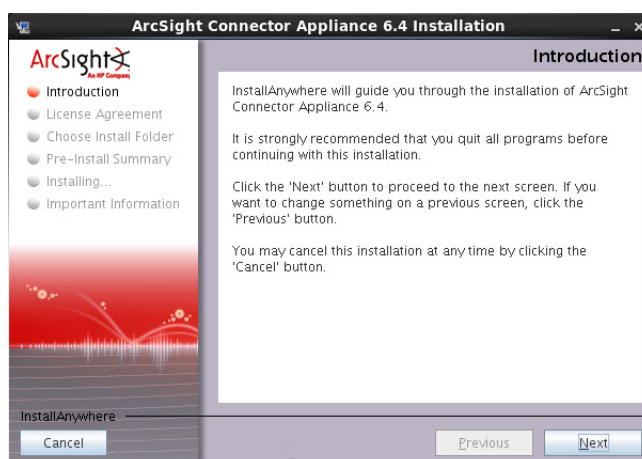 ArcSight Connector Appliance 6.4 Installation
ArcSight
An HP Company
Introduction
License Agreement
Choose Install Folder
Pre-Install Summary
Installing...
Important Information
Introduction
InstallAnywhere will guide you through the installation of ArcSight
Connector Appliance 6.4.
It is strongly recommended that you quit all programs before
continuing with this installation.
Click the 'Next' button to proceed to the next screen. If you
want to change something on a previous screen, click the
'Previous' button.
You may cancel this installation at any time by clicking the
'Cancel' button.
InstallAnywhere
Cancel
Previous
Next